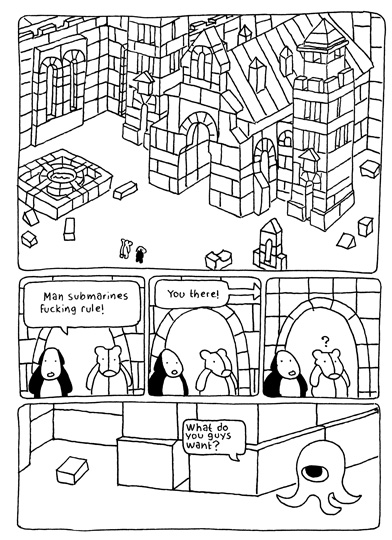 Man submarines
fucking rule!
You there!
?
What do
you guys
want?